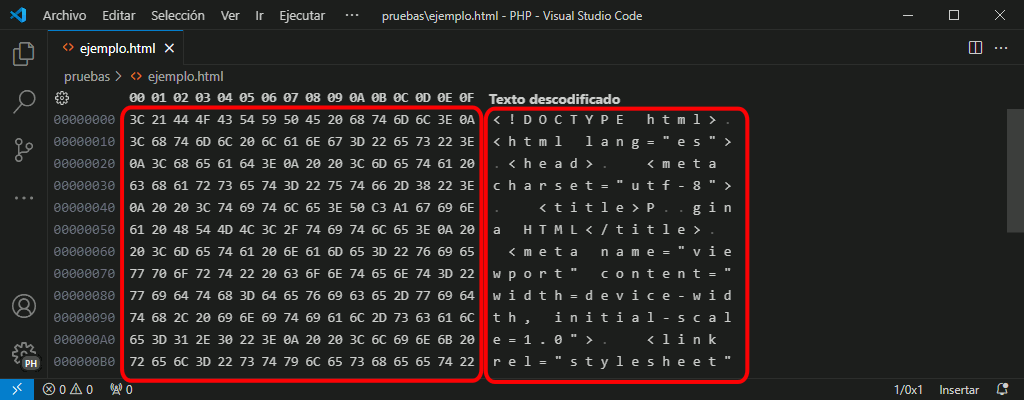 Archivo Editar Selección Ver Ir Ejecutar ··· pruebas\ejemplo.html - PHP - Visual Studio Code
<> ejemplo.html ×
pruebas > <> ejemplo.html
00 01 02 03 04 05 06 07 08 09 0A 0B 0C 0D 0E 0F Texto descodificado
00000000 3C 21 44 4F 43 54 59 50 45 20 68 74 6D 6C 3E 0A <!DOCTYPE html>.
00000010 3C 68 74 6D 6C 20 6C 61 6E 67 3D 22 65 73 22 3E <html lang="es">
00000020 0A 3C 68 65 61 64 3E 0A 20 20 3C 6D 65 74 61 20 .<head>. <meta
00000030 63 68 61 72 73 65 74 3D 22 75 74 66 2D 38 22 3E charset="utf-8">
00000040 0A 20 20 3C 74 69 74 6C 65 3E 50 C3 A1 67 69 6E . <title>P..gin
00000050 61 20 48 54 4D 4C 3C 2F 74 69 74 6C 65 3E 0A 20 a HTML</title>.
00000060 20 3C 6D 65 74 61 20 6E 61 6D 65 3D 22 76 69 65 <meta name="vie
00000070 77 70 6F 72 74 22 20 63 6F 6E 74 65 6E 74 3D 22 wport" content="
00000080 77 69 64 74 68 3D 64 65 76 69 63 65 2D 77 69 64 width=device-wid
00000090 74 68 2C 20 69 6E 69 74 69 61 6C 2D 73 63 61 6C th, initial-scal
000000A0 65 3D 31 2E 30 22 3E 0A 20 20 3C 6C 69 6E 6B 20 e=1.0">. <link
000000B0 72 65 6C 3D 22 73 74 79 6C 65 73 68 65 65 74 22 rel="stylesheet"
PH
0 0 0 1/0x1 Insertar